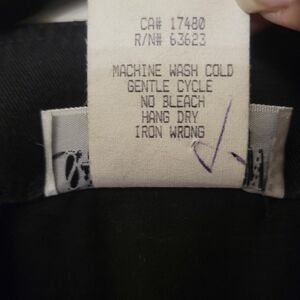 CA# 17480
R/N# 63623
MACHINE WASH COLD
GENTLE CYCLE
NO BLEACH
HANG DRY
IRON WRONG